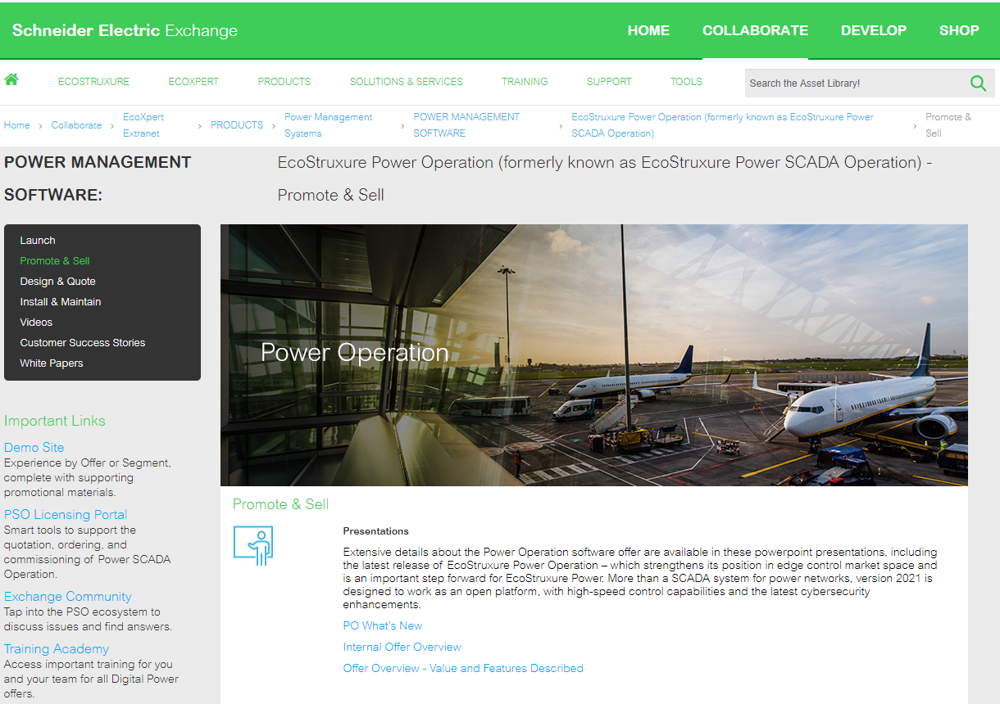 Schneider Electric Exchange
HOME
COLLABORATE
DEVELOP
SHOP
ECOSTRUXURE
ECOXPERT
PRODUCTS
SOLUTIONS & SERVICES
TRAINING
SUPPORT
TOOLS
Search the Asset Library!
Home
Collaborate
EcoXpert
Extranet
PRODUCTS
Power Management
Systems
POWER MANAGEMENT
SOFTWARE
EcoStruxure Power Operation (formerly known as EcoStruxure Power
SCADA Operation)
Promote &
Sell
POWER MANAGEMENT
SOFTWARE:
EcoStruxure Power Operation (formerly known as EcoStruxure Power SCADA Operation) -
Promote & Sell
Launch
Promote & Sell
Design & Quote
Install & Maintain
Videos
Customer Success Stories
White Papers
Important Links
Demo Site
Experience by Offer or Segment,
complete with supporting
promotional materials.
PSO Licensing Portal
Smart tools to support the
quotation, ordering, and
commissioning of Power SCADA
Operation.
Exchange Community
Tap into the PSO ecosystem to
discuss issues and find answers.
Training Academy
Access important training for you
and your team for all Digital Power
offers.
Power Operation
Promote & Sell
Presentations
Extensive details about the Power Operation software offer are available in these powerpoint presentations, including
the latest release of EcoStruxure Power Operation – which strengthens its position in edge control market space and
is an important step forward for EcoStruxure Power. More than a SCADA system for power networks, version 2021 is
designed to work as an open platform, with high-speed control capabilities and the latest cybersecurity
enhancements.
PO What's New
Internal Offer Overview
Offer Overview - Value and Features Described